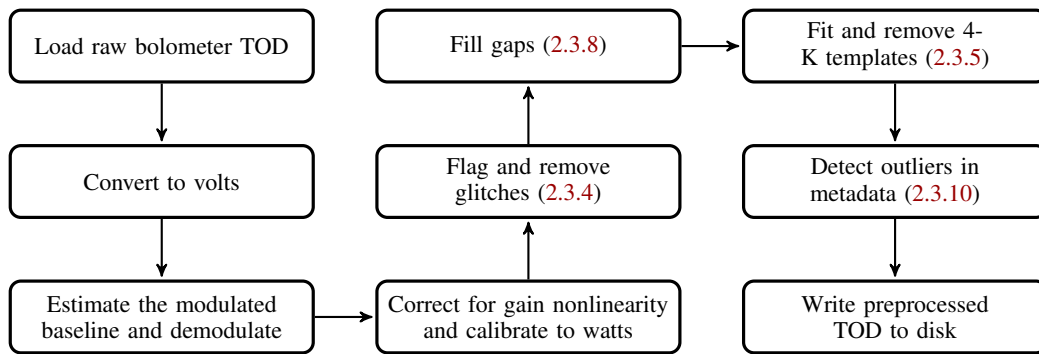 Load raw bolometer TOD
Convert to volts
Estimate the modulated
baseline and demodulate
Correct for gain nonlinearity
and calibrate to watts
Flag and remove
glitches (2.3.4)
Fill gaps (2.3.8)
Fit and remove 4-
K templates (2.3.5)
Detect outliers in
metadata (2.3.10)
Write preprocessed
TOD to disk